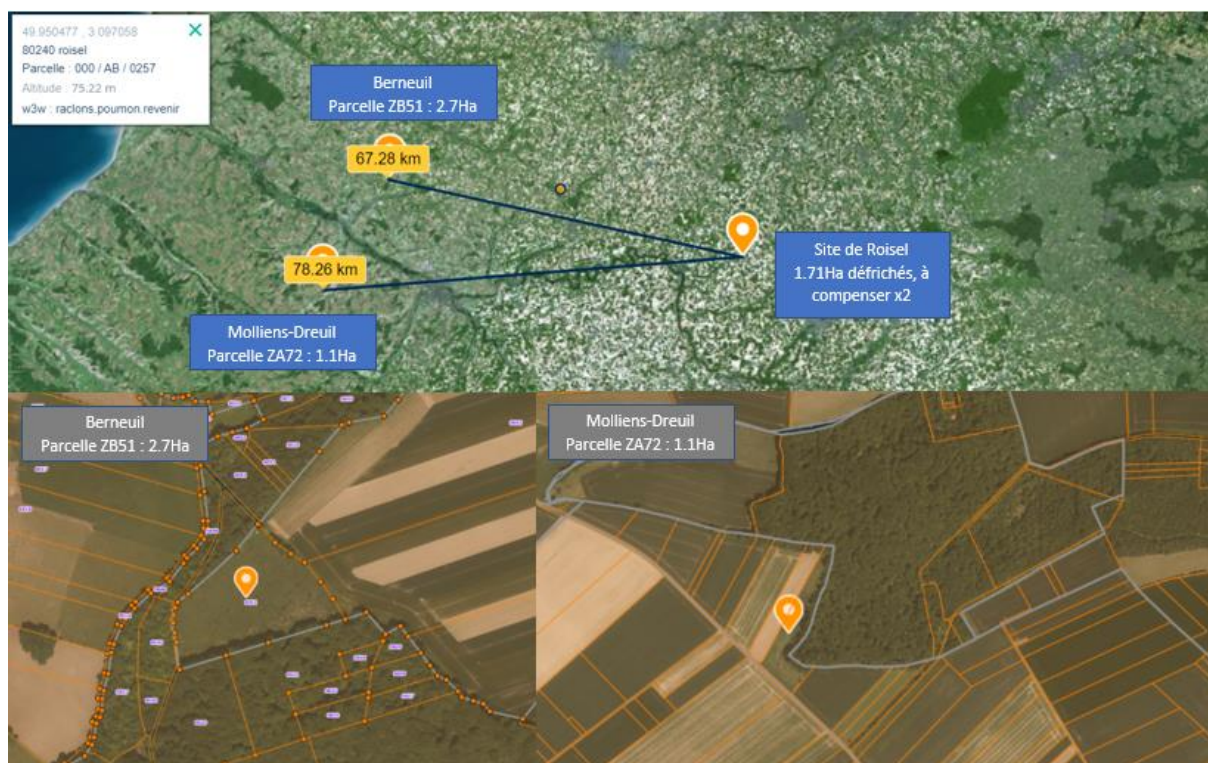 49.950477 , 3.097058
80240 roisel
Parcelle : 000 / AB / 0257
Altitude : 75.22 m
w3w : raclons.poumon.revenir
Berneuil
Parcelle ZB51 : 2.7Ha
67.28 km
78.26 km
Site de Roisel
1.71Ha défrichés, à
compenser x2
Molliens-Dreuil
Parcelle ZA72 : 1.1Ha
Berneuil
Parcelle ZB51 : 2.7Ha
Molliens-Dreuil
Parcelle ZA72 : 1.1Ha